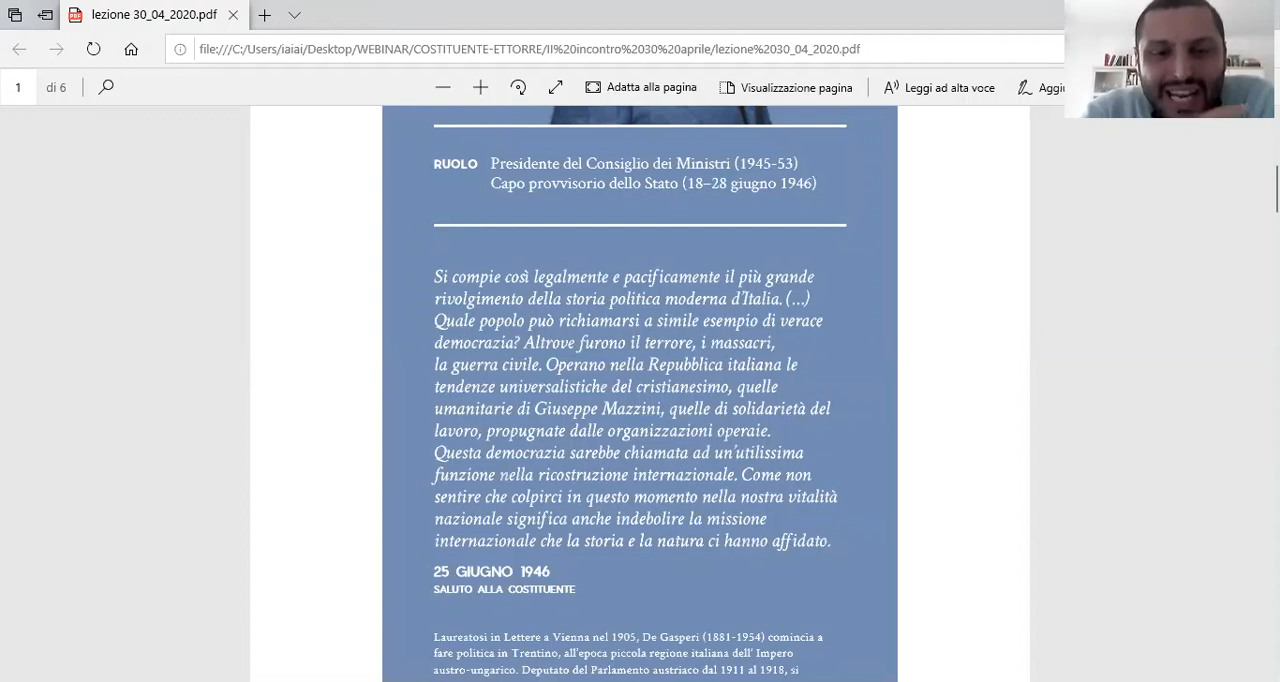 lezione 30_04_2020.pdf
file:///C:/Users/iaiai/Desktop/WEBINAR/COSTITUENTE-ETTORRE/II%20incontro%2030%20aprile/lezione%2030_04_2020.pdf
1 di 6 Adatta alla pagina Visualizzazione pagina Leggi ad alta voce Aggiu
RUOLO Presidente del Consiglio dei Ministri (1945-53)
Capo provvisorio dello Stato (18–28 giugno 1946)
Si compie così legalmente e pacificamente il più grande
rivolgimento della storia politica moderna d'Italia. (...)
Quale popolo può richiamarsi a simile esempio di verace
democrazia? Altrove furono il terrore, i massacri,
la guerra civile. Operano nella Repubblica italiana le
tendenze universalistiche del cristianesimo, quelle
umanitarie di Giuseppe Mazzini, quelle di solidarietà del
lavoro, propugnate dalle organizzazioni operaie.
Questa democrazia sarebbe chiamata ad un'utilissima
funzione nella ricostruzione internazionale. Come non
sentire che colpirci in questo momento nella nostra vitalità
nazionale significa anche indebolire la missione
internazionale che la storia e la natura ci hanno affidato.
25 GIUGNO 1946
SALUTO ALLA COSTITUENTE
Laureatosi in Lettere a Vienna nel 1905, De Gasperi (1881-1954) comincia a
fare politica in Trentino, all'epoca piccola regione italiana dell' Impero
austro-ungarico. Deputato del Parlamento austriaco dal 1911 al 1918, si